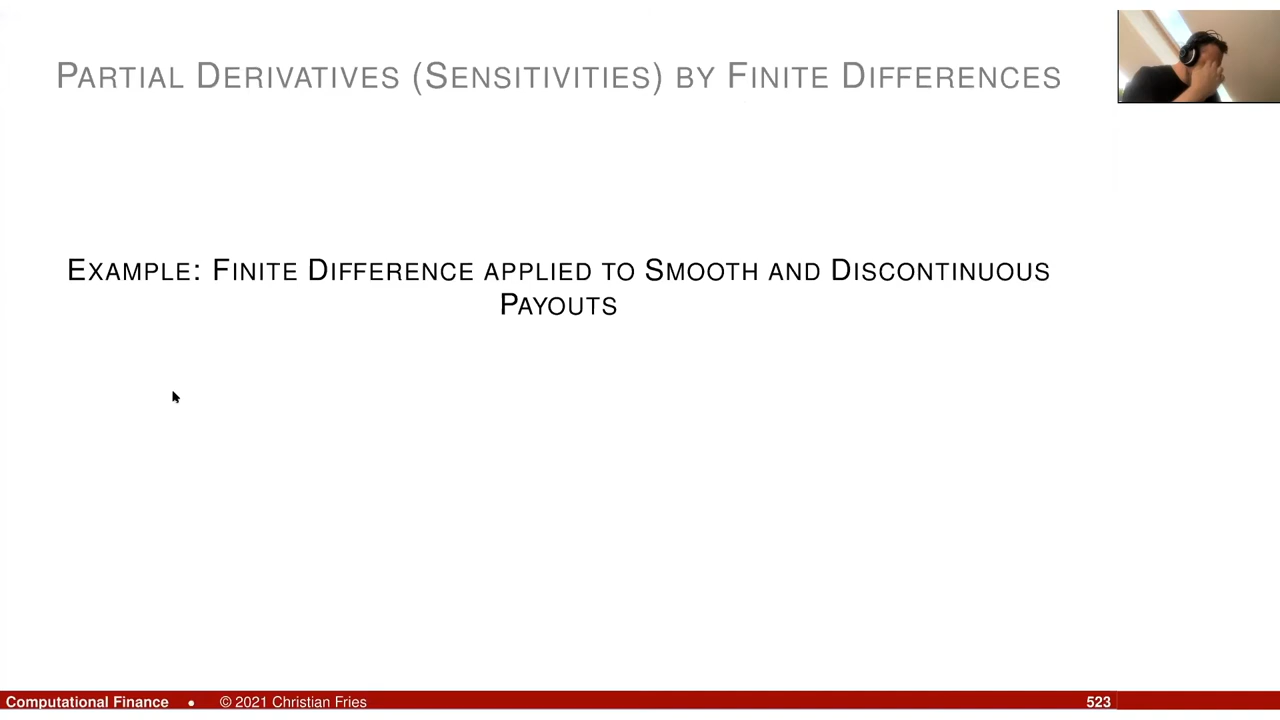 PARTIAL DERIVATIVES (SENSITIVITIES) BY FINITE DIFFERENCES
EXAMPLE: FINITE DIFFERENCE APPLIED TO SMOOTH AND DISCONTINUOUS
PAYOUTS
Computational Finance • © 2021 Christian Fries 523